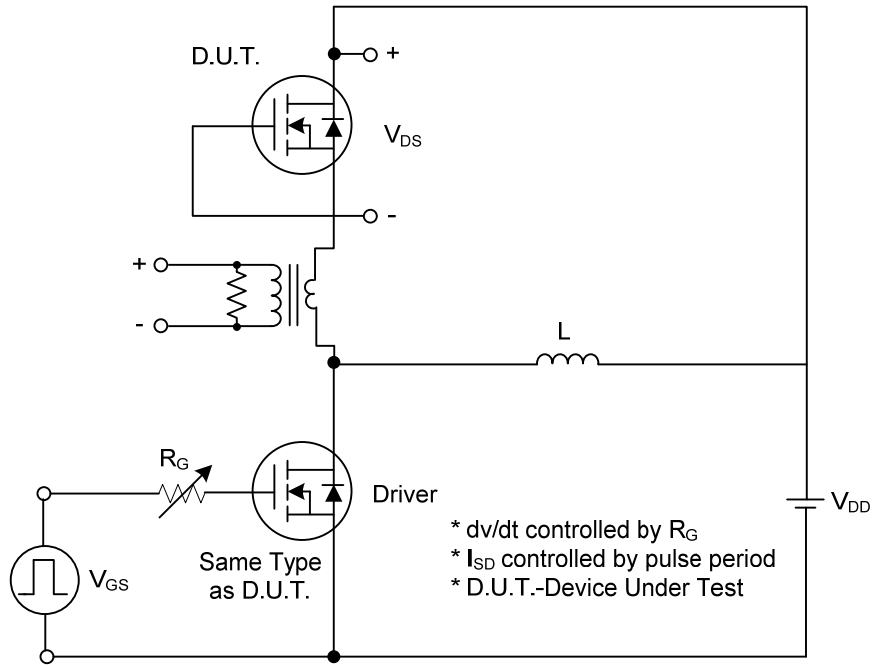 D.U.T.
+
VDS
-
+
-
L
RG
Driver
VDD
VGS
Same Type
as D.U.T.
* dv/dt controlled by RG
* ISD controlled by pulse period
* D.U.T.-Device Under Test